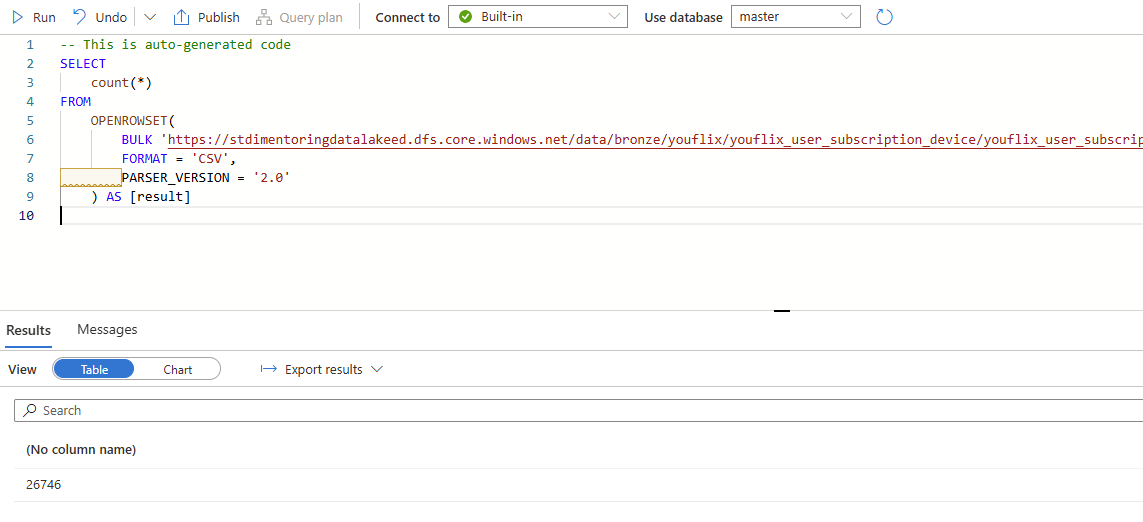 Run Undo Publish Query plan Connect to Built-in Use database master
1 -- This is auto-generated code
2 SELECT
3 count(*)
4 FROM
5 OPENROWSET(
6 BULK 'https://stdimentoringdatalakeed.dfs.core.windows.net/data/bronze/youflix/youflix_user_subscription_device/youflix_user_subscrip
7 FORMAT = 'CSV',
8 PARSER_VERSION = '2.0'
9 ) AS [result]
10
Results Messages
View Table Chart Export results
Search
(No column name)
26746